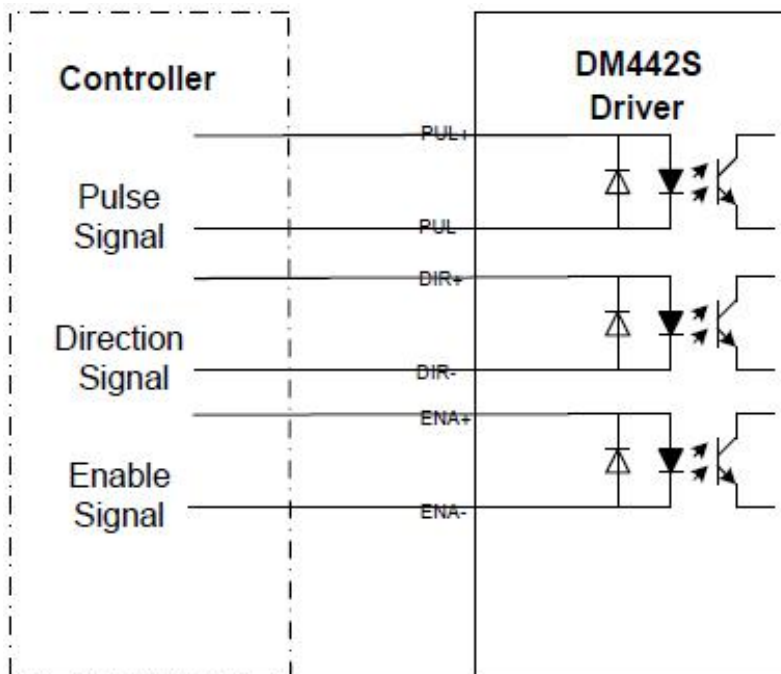 Controller
DM442S
Driver
PUL+
Pulse
Signal
PUL
DIR+
Direction
Signal
DIR-
ENA+
Enable
Signal
ENA-